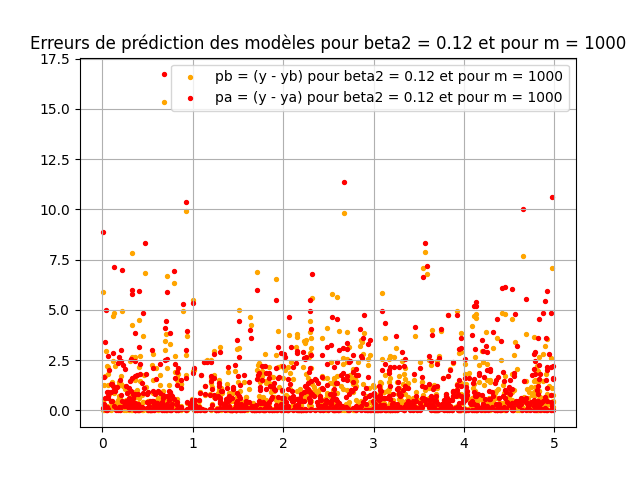 Erreurs de prédiction des modèles pour beta2 = 0.12 et pour m = 1000
pb = (y - yb) pour beta2 = 0.12 et pour m = 1000
pa = (y - ya) pour beta2 = 0.12 et pour m = 1000
17.5
15.0
12.5
10.0
7.5
5.0
2.5
0.0
0 1 2 3 4 5